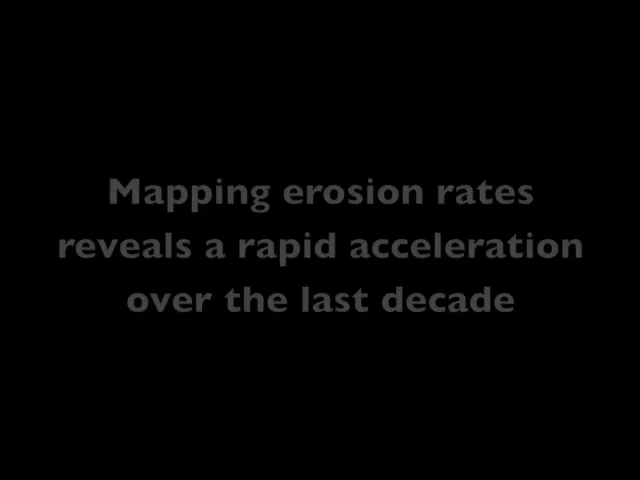 Mapping erosion rates
reveals a rapid acceleration
over the last decade